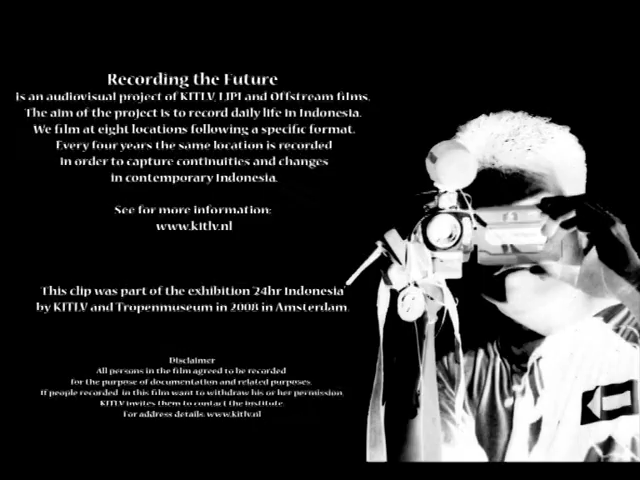 Recording the Future
is an audiovisual project of KITLV, LIPI and Offstream films.
The aim of the project is to record daily life in Indonesia.
We film at eight locations following a specific format.
Every four years the same location is recorded
in order to capture continuities and changes
in contemporary Indonesia.
See for more information:
www.kitlv.nl
This clip was part of the exhibition '24hr Indonesia'
by KITLV and Tropenmuseum in 2008 in Amsterdam.
Disclaimer
All persons in the film agreed to be recorded
for the purpose of documentation and related purposes.
If people recorded in this film want to withdraw his or her permission,
KITLV invites them to contact the institute.
For address details: www.kitlv.nl